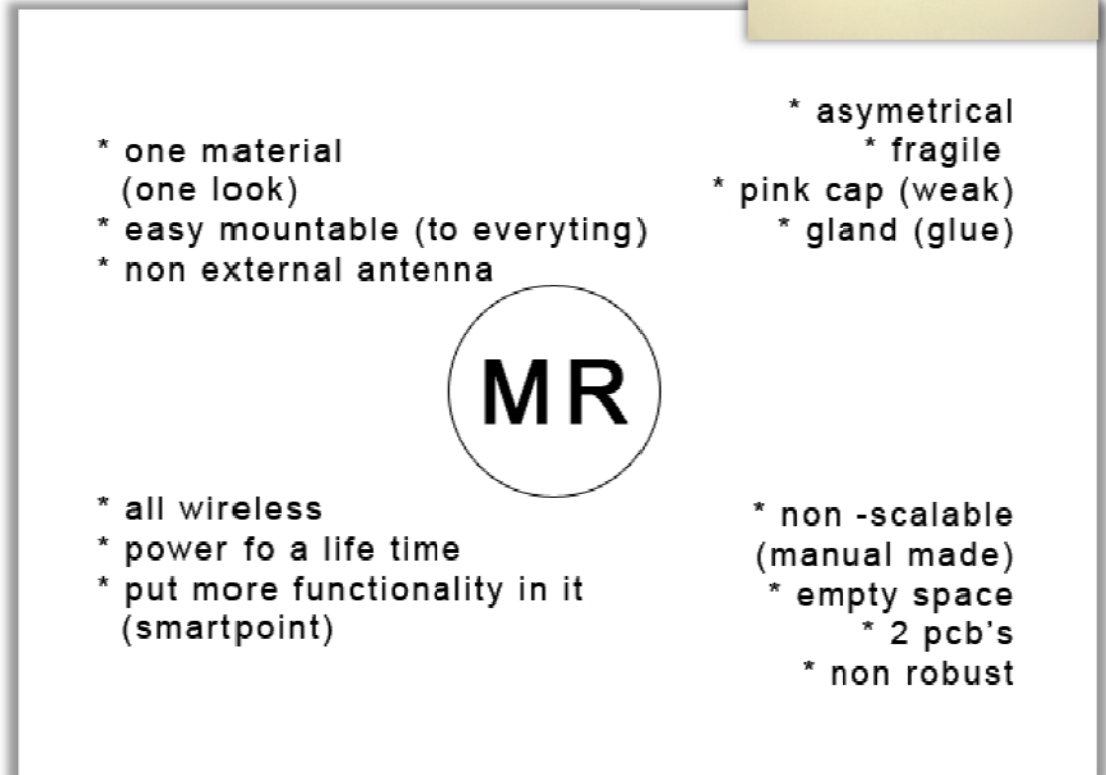 * one material
(one look)
* easy mountable (to everyting)
* non external antenna
* asymetrical
* fragile
* pink cap (weak)
* gland (glue)
MR
* all wireless
* power fo a life time
* put more functionality in it
(smartpoint)
* non -scalable
(manual made)
* empty space
* 2 pcb's
* non robust